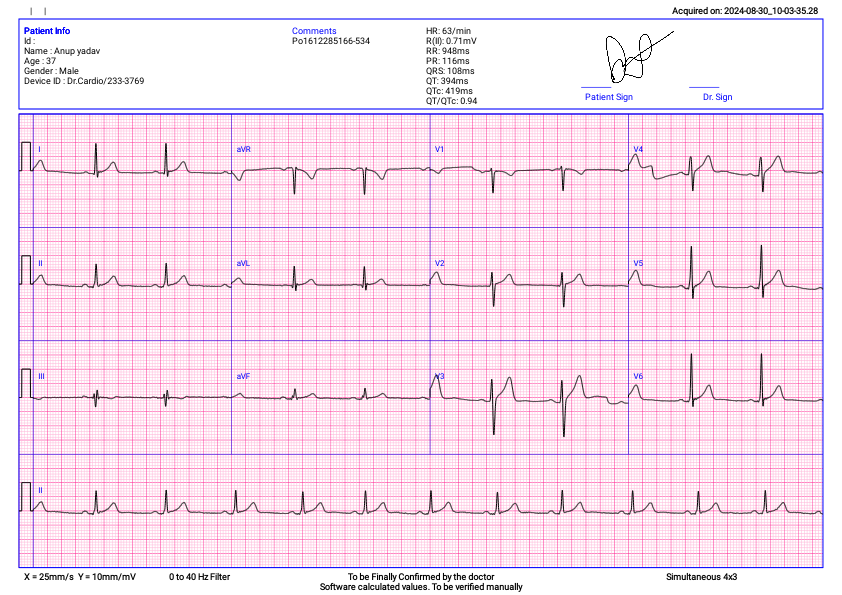 Acquired on: 2024-08-30_10-03-35.28
Patient Info
Id :
Name : Anup yadav
Age : 37
Gender : Male
Device ID : Dr.Cardio/233-3769
Comments
Po1612285166-534
HR: 63/min
R(II): 0.71mV
RR: 948ms
PR: 116ms
QRS: 108ms
QT: 394ms
QTc: 419ms
QT/QTc: 0.94
Patient Sign
Dr. Sign
I
aVR
V1
V4
II
aVL
V2
V5
III
aVF
V3
V6
II
X = 25mm/s Y = 10mm/mV
0 to 40 Hz Filter
To be Finally Confirmed by the doctor
Simultaneous 4x3
Software calculated values. To be verified manually